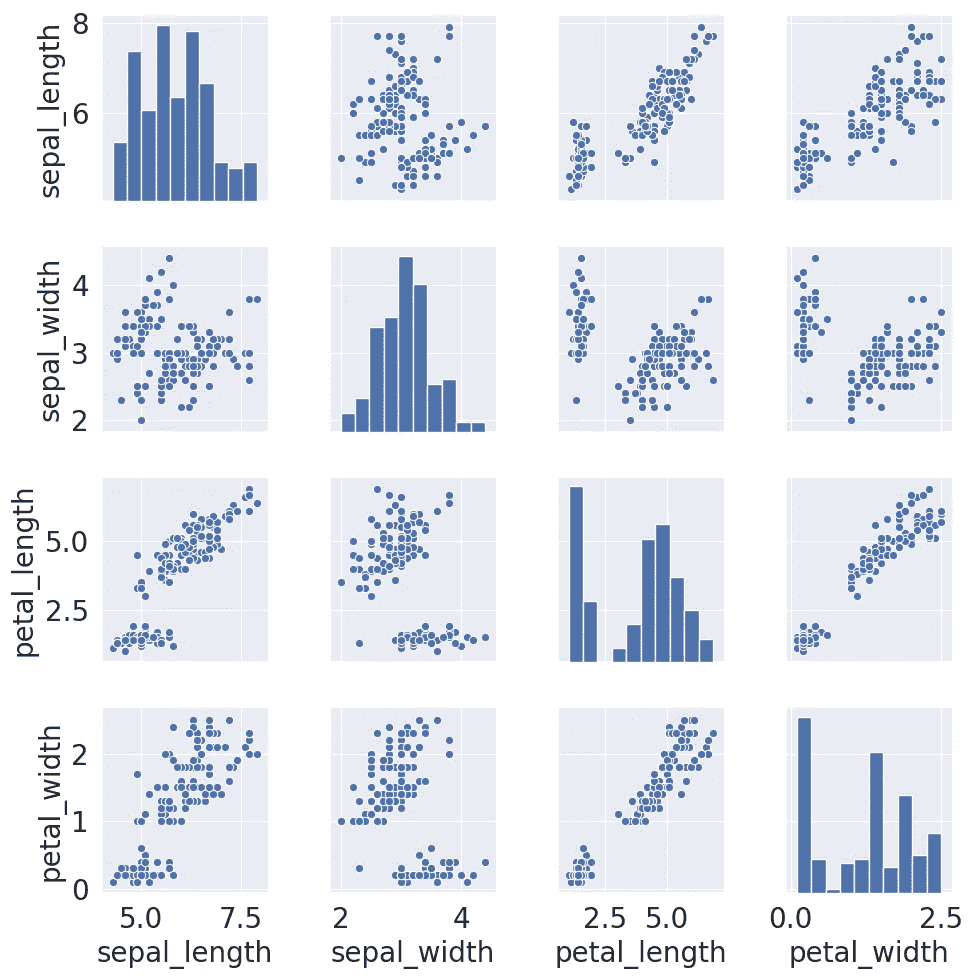 sepal_length
8
6
sepal_width
4
3
2
petal_length
5.0
2.5
petal_width
2
1
0
5.0 7.5 2 4 2.5 5.0 0.0 2.5
sepal_length sepal_width petal_length petal_width